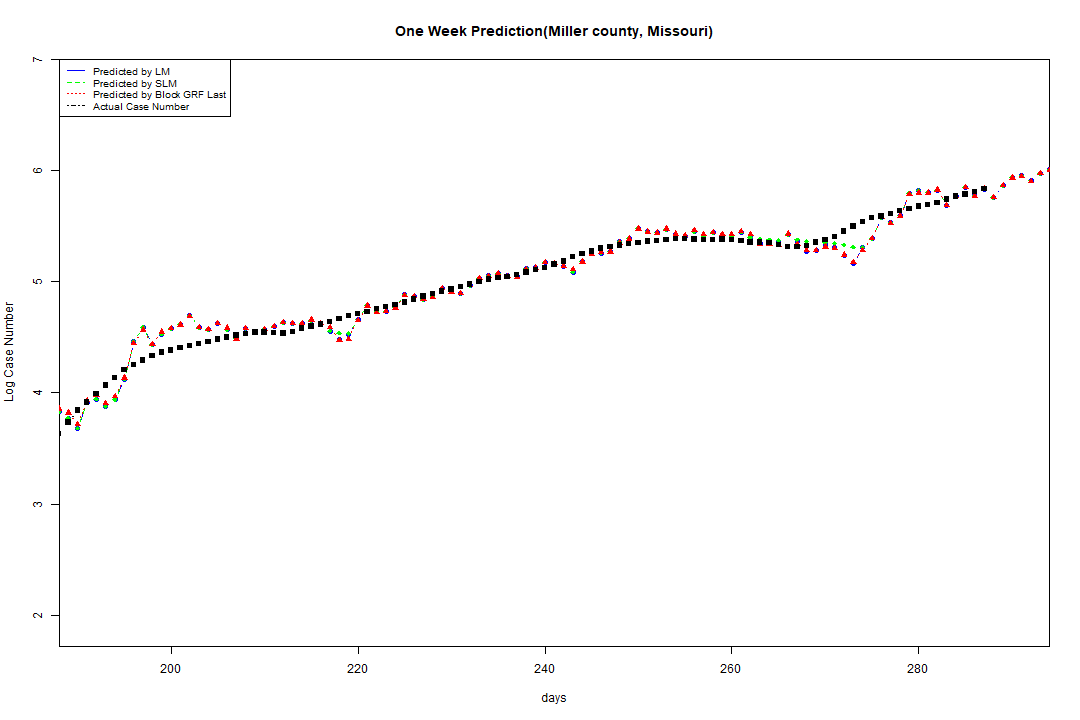 One Week Prediction(Miller county, Missouri)
Predicted by LM
Predicted by SLM
Predicted by Block GRF Last
Actual Case Number
7
6
5
4
3
2
Log Case Number
200 220 240 260 280
days